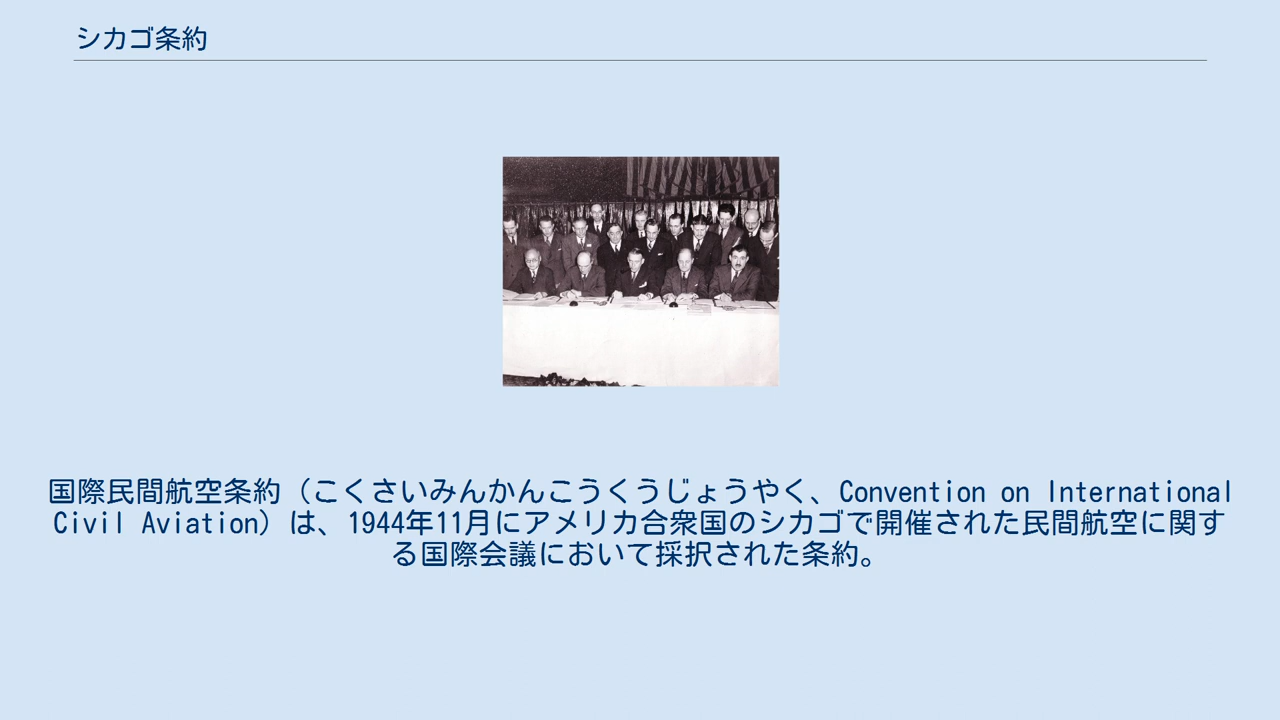 シカゴ条約
国際民間航空条約（こくさいみんかんこうくうじょうやく、Convention on International
Civil Aviation）は、1944年11月にアメリカ合衆国のシカゴで開催された民間航空に関す
る国際会議において採択された条約。